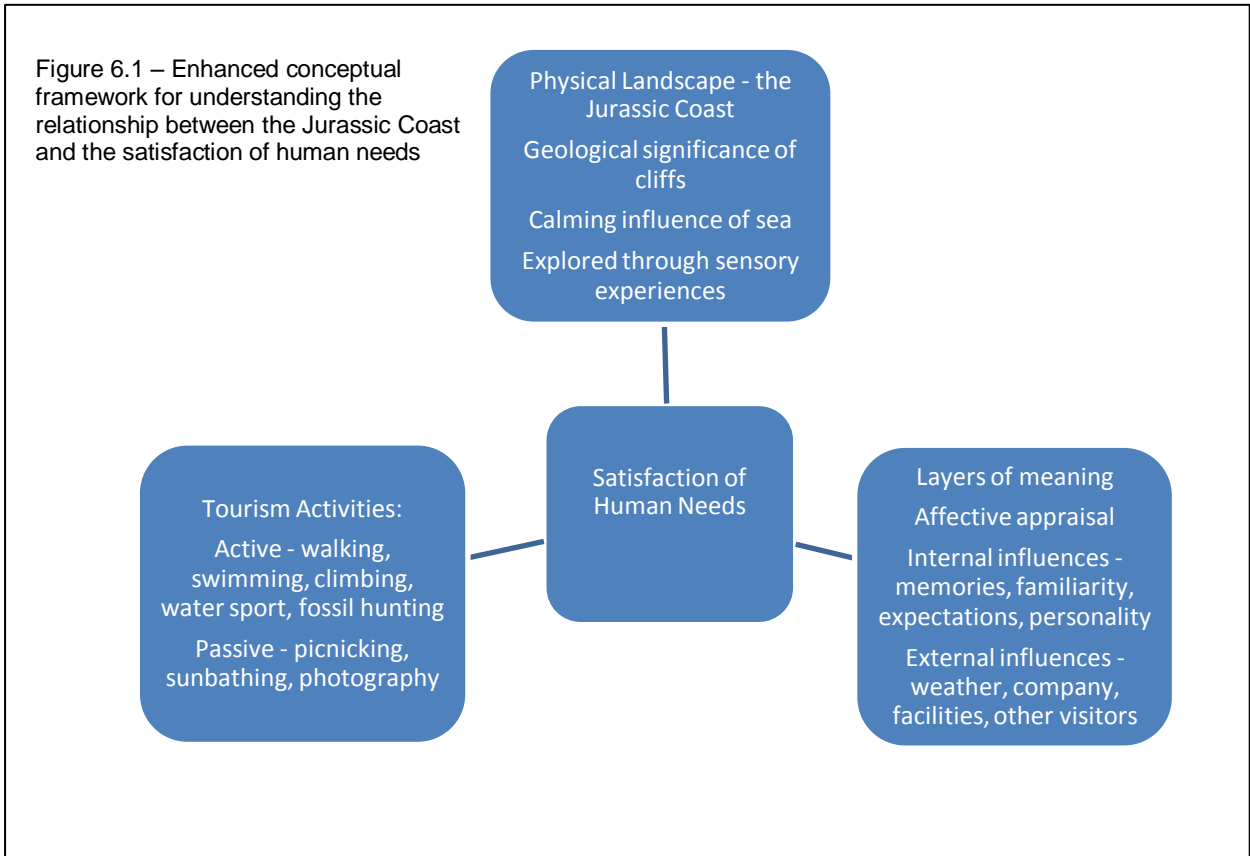 Figure 6.1 – Enhanced conceptual
framework for understanding the
relationship between the Jurassic Coast
and the satisfaction of human needs
Physical Landscape - the
Jurassic Coast
Geological significance of
cliffs
Calming influence of sea
Explored through sensory
experiences
Satisfaction of
Human Needs
Tourism Activities:
Active - walking,
swimming, climbing,
water sport, fossil hunting
Passive - picnicking,
sunbathing, photography
Layers of meaning
Affective appraisal
Internal influences -
memories, familiarity,
expectations, personality
External influences -
weather, company,
facilities, other visitors